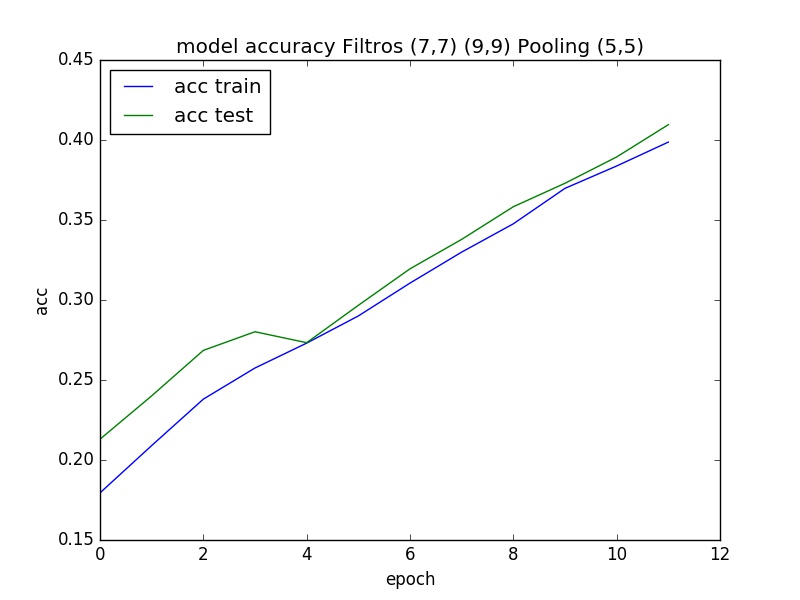 model accuracy Filtros (7,7) (9,9) Pooling (5,5)
acc train
acc test
0.45
0.40
0.35
0.30
0.25
0.20
0.15
acc
0 2 4 6 8 10 12
epoch